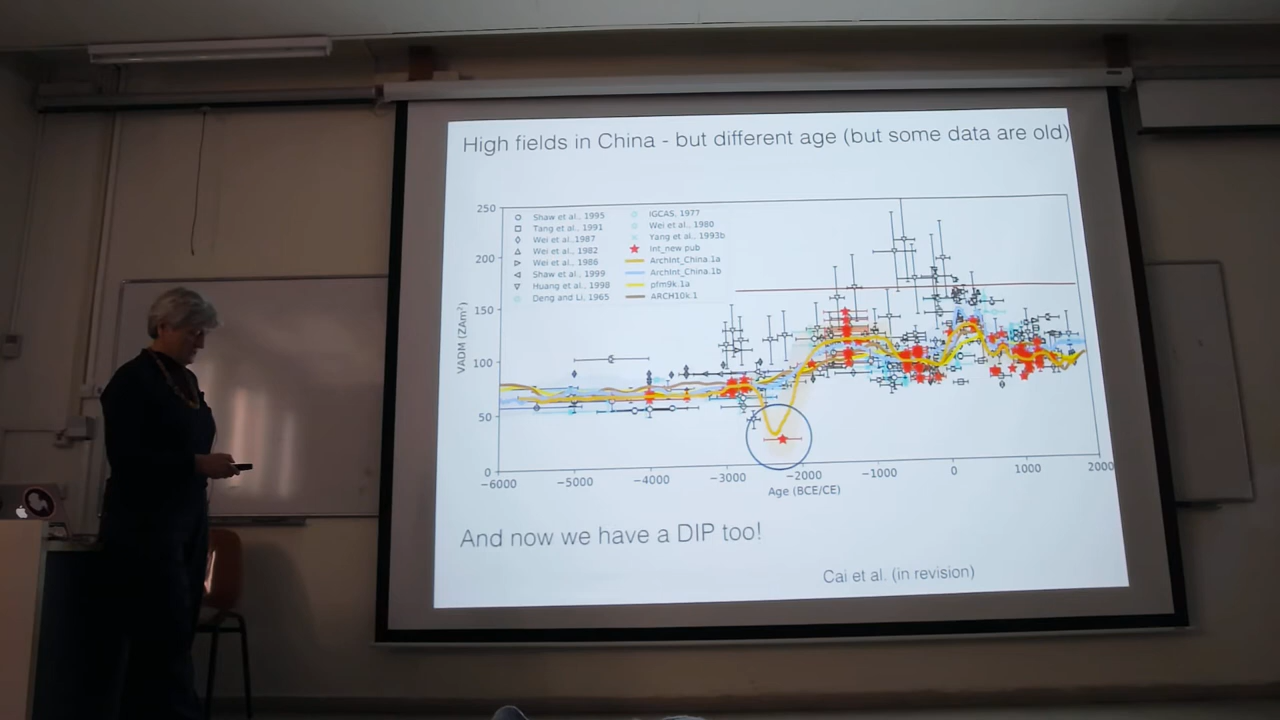 High fields in China - but different age (but some data are old)
250
200
150
100
50
0
VADM (ZAm²)
Shaw et al., 1995
Tang et al., 1991
Wei et al.,1987
Wei et al., 1982
Wei et al., 1986
Shaw et al., 1999
Huang et al., 1998
Deng and Li, 1965
IGCAS, 1977
Wei et al., 1980
Yang et al., 1993b
Int_new pub
ArchInt_China.1a
ArchInt_China.1b
pfm9k.1a
ARCH10k.1
−6000 −5000 −4000 −3000 −2000 −1000 0 1000 2000
Age (BCE/CE)
And now we have a DIP too!
Cai et al. (in revision)